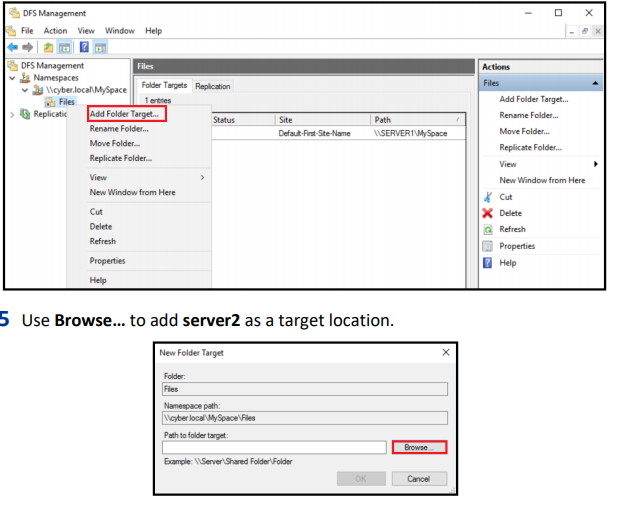 DFS Management
File Action View Window Help
DFS Management
Namespaces
\\cyber.local\MySpace
Files
Replicatic
Files
Folder Targets Replication
1 entries
Status Site Path
Default-First-Site-Name \\SERVER1\MySpace
Add Folder Target...
Rename Folder...
Move Folder...
Replicate Folder...
View
New Window from Here
Cut
Delete
Refresh
Properties
Help
Actions
Files
Add Folder Target...
Rename Folder...
Move Folder...
Replicate Folder...
View
New Window from Here
Cut
Delete
Refresh
Properties
Help
5 Use Browse... to add server2 as a target location.
New Folder Target
Folder:
Files
Namespace path:
\\cyber.local\MySpace\Files
Path to folder target:
Browse...
Example: \\Server\Shared Folder\Folder
OK Cancel